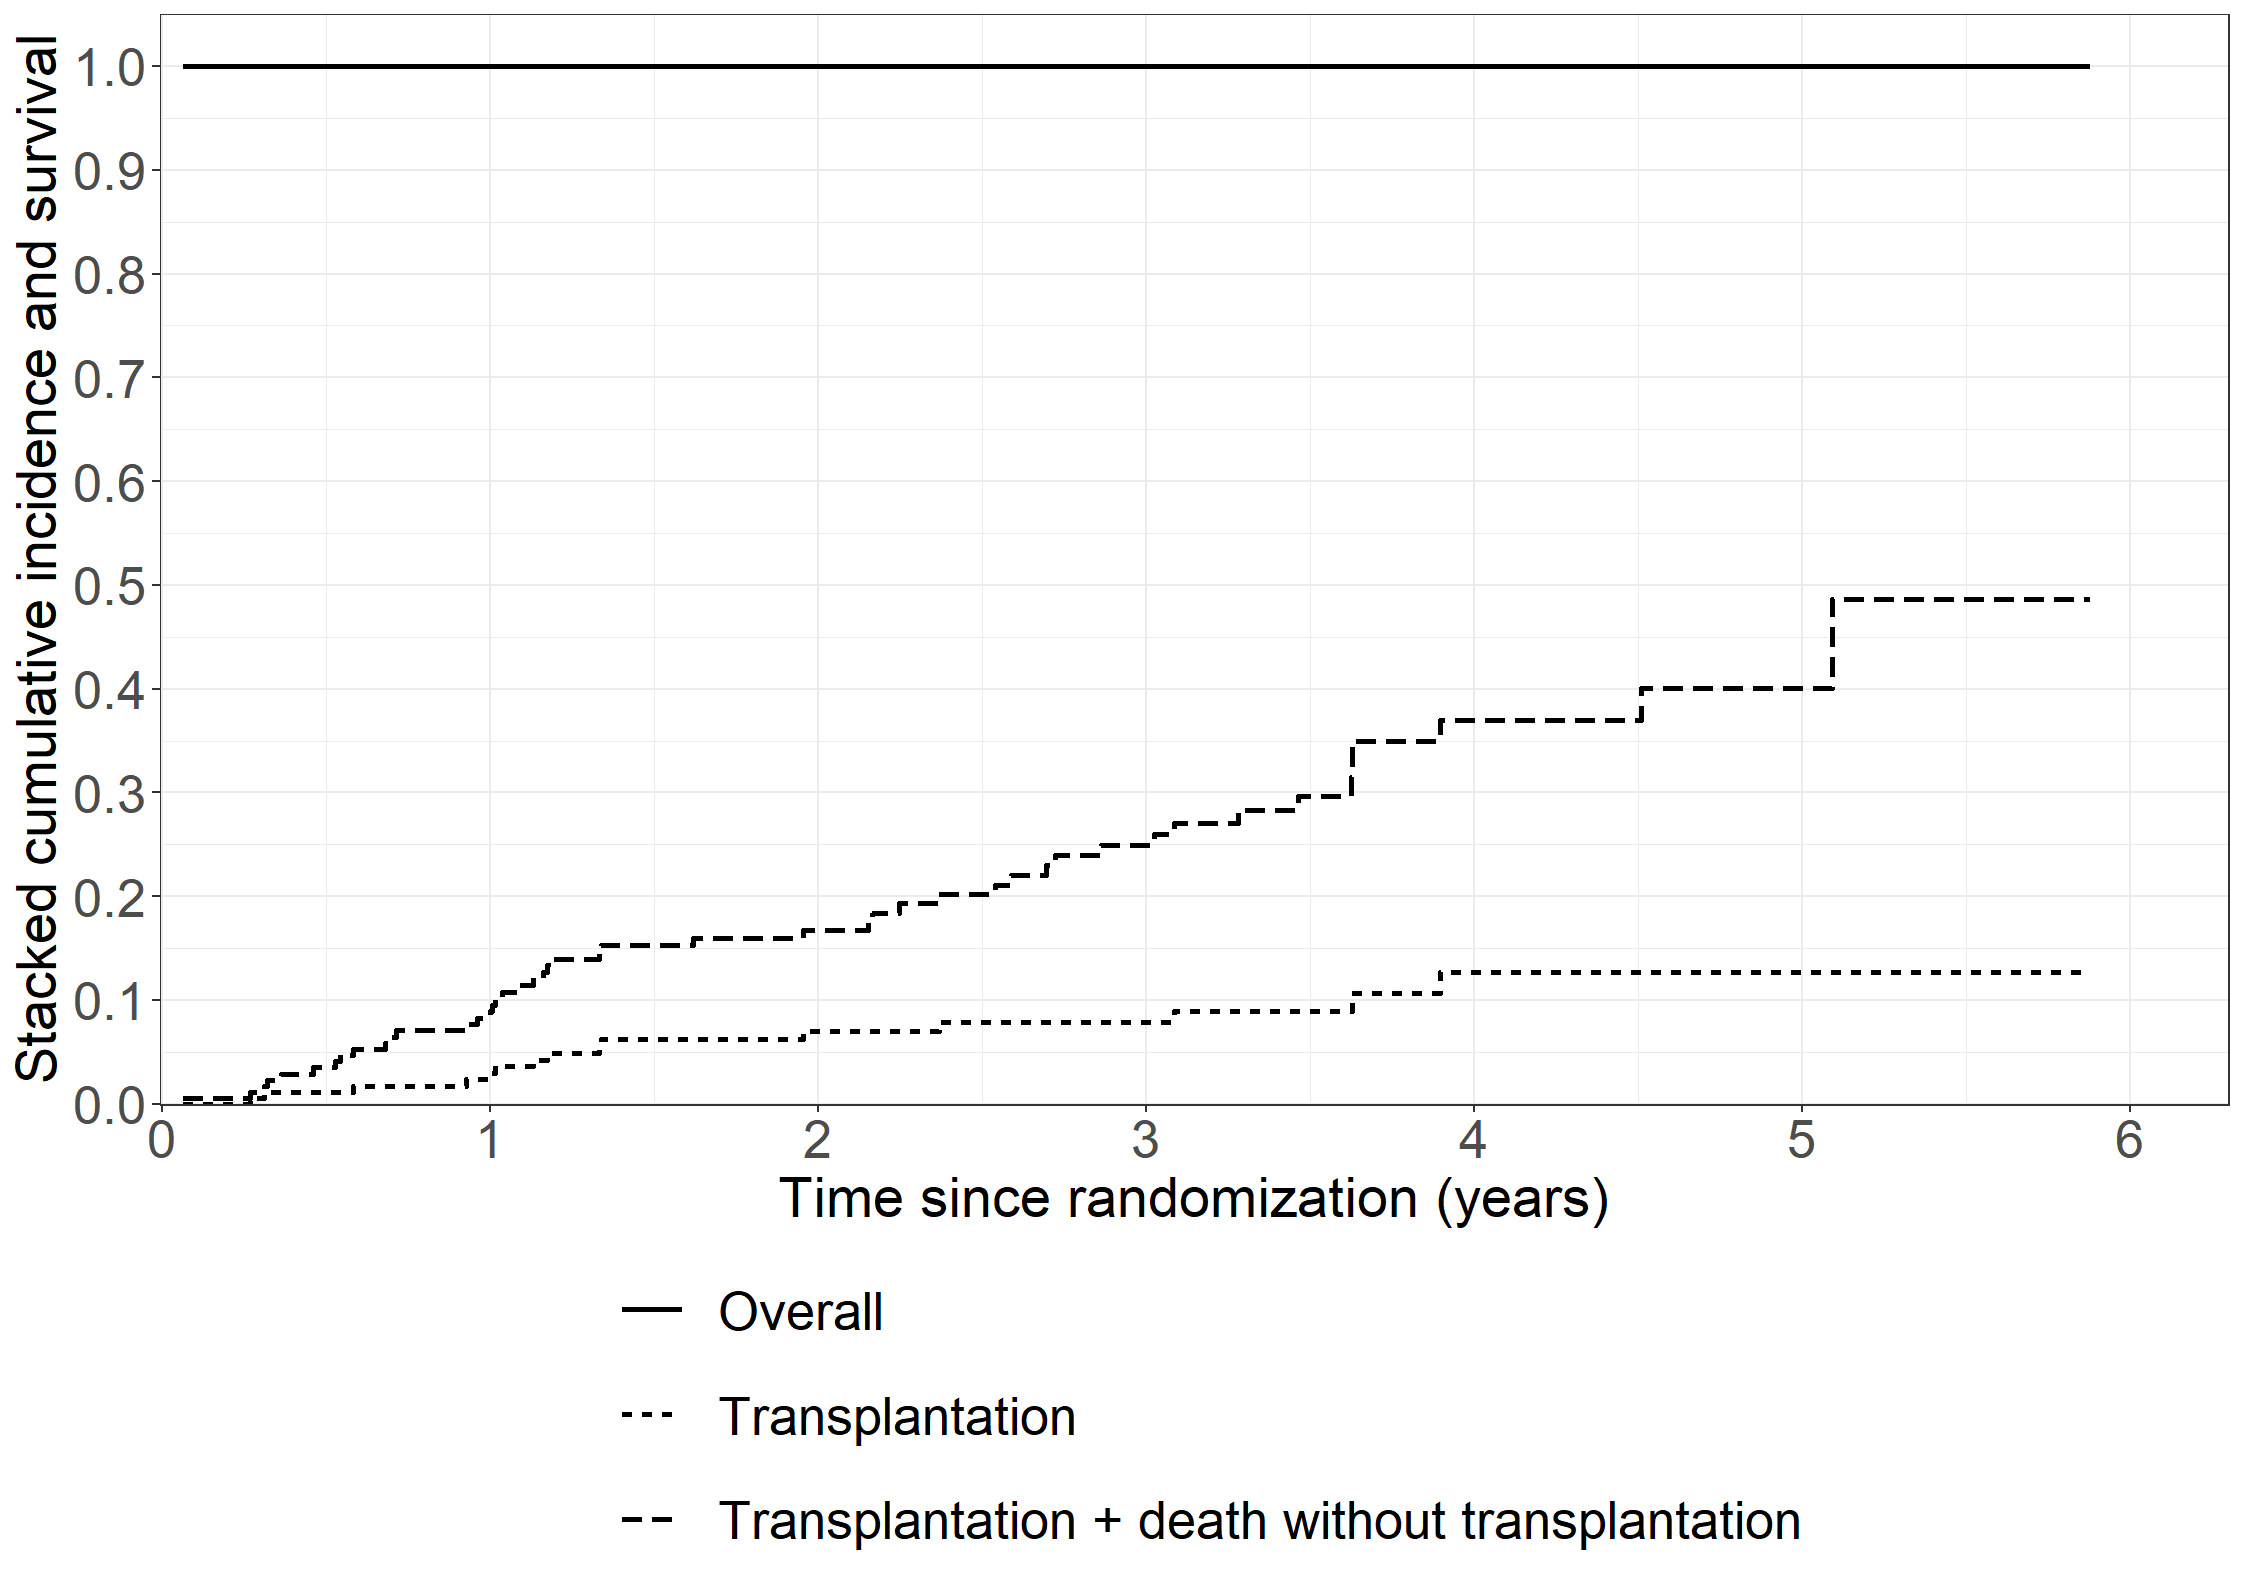 Stacked cumulative incidence and survival
1.0
0.9
0.8
0.7
0.6
0.5
0.4
0.3
0.2
0.1
0.0
0 1 2 3 4 5 6
Time since randomization (years)
Overall
Transplantation
Transplantation + death without transplantation